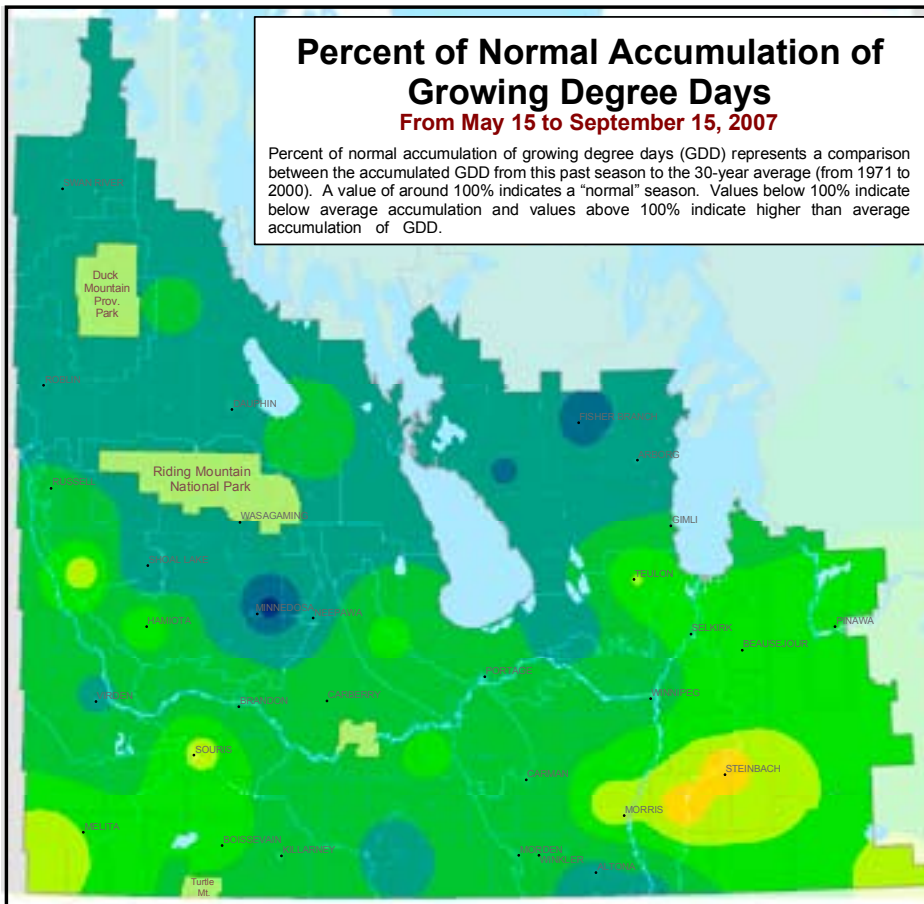 Percent of Normal Accumulation of
Growing Degree Days
From May 15 to September 15, 2007
Percent of normal accumulation of growing degree days (GDD) represents a comparison
between the accumulated GDD from this past season to the 30-year average (from 1971 to
2000). A value of around 100% indicates a “normal” season. Values below 100% indicate
below average accumulation and values above 100% indicate higher than average
accumulation of GDD.
SWAN RIVER
Duck
Mountain
Prov.
Park
ROBLIN
DAUPHIN
FISHER BRANCH
ARBORG
Riding Mountain
National Park
RUSSELL
WASAGAMING
GIMLI
SHOAL LAKE
TEULON
MINNEDOSA
NEEPAWA
HAMIOTA
SELKIRK
PINAWA
BEAUSEJOUR
PORTAGE
VIRDEN
BRANDON
CARBERRY
WINNIPEG
SOURIS
STEINBACH
CARMAN
MORRIS
MELITA
BOISSEVAIN
KILLARNEY
MORDEN
WINKLER
ALTONA
Turtle
Mt.